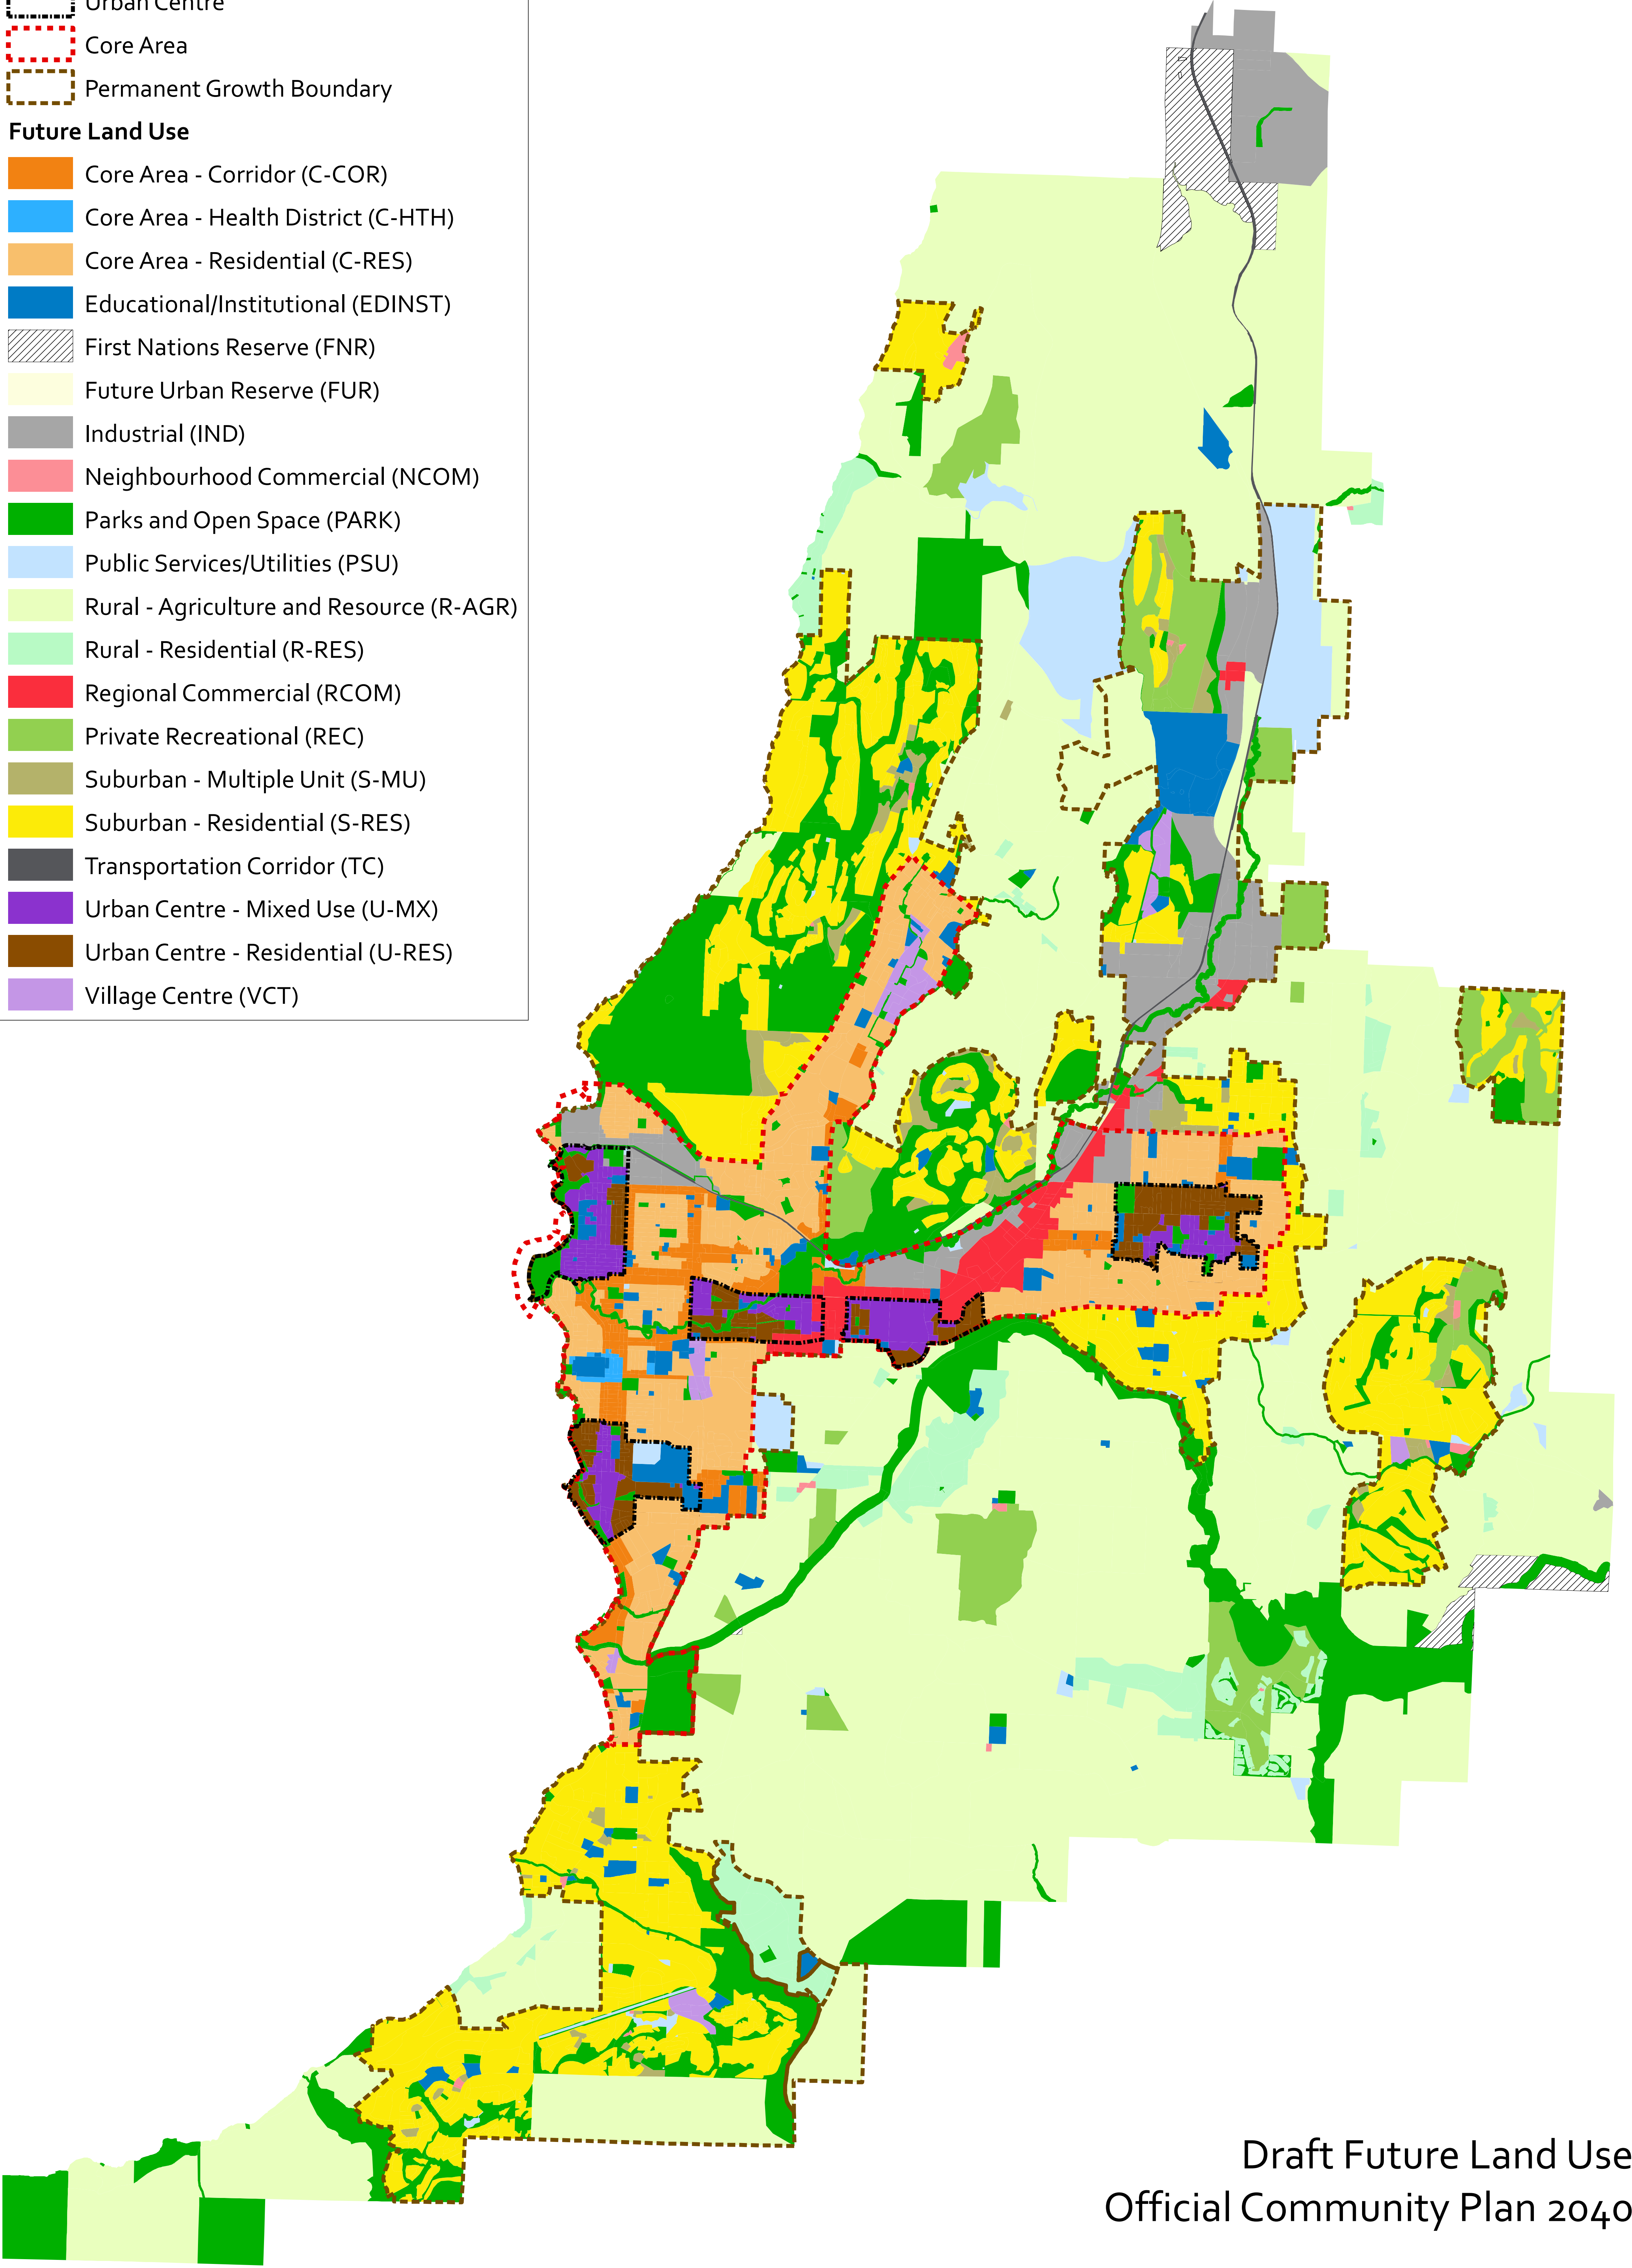 Urban Centre
Core Area
Permanent Growth Boundary
Future Land Use
Core Area - Corridor (C-COR)
Core Area - Health District (C-HTH)
Core Area - Residential (C-RES)
Educational/Institutional (EDINST)
First Nations Reserve (FNR)
Future Urban Reserve (FUR)
Industrial (IND)
Neighbourhood Commercial (NCOM)
Parks and Open Space (PARK)
Public Services/Utilities (PSU)
Rural - Agriculture and Resource (R-AGR)
Rural - Residential (R-RES)
Regional Commercial (RCOM)
Private Recreational (REC)
Suburban - Multiple Unit (S-MU)
Suburban - Residential (S-RES)
Transportation Corridor (TC)
Urban Centre - Mixed Use (U-MX)
Urban Centre - Residential (U-RES)
Village Centre (VCT)
Draft Future Land Use
Official Community Plan 2040